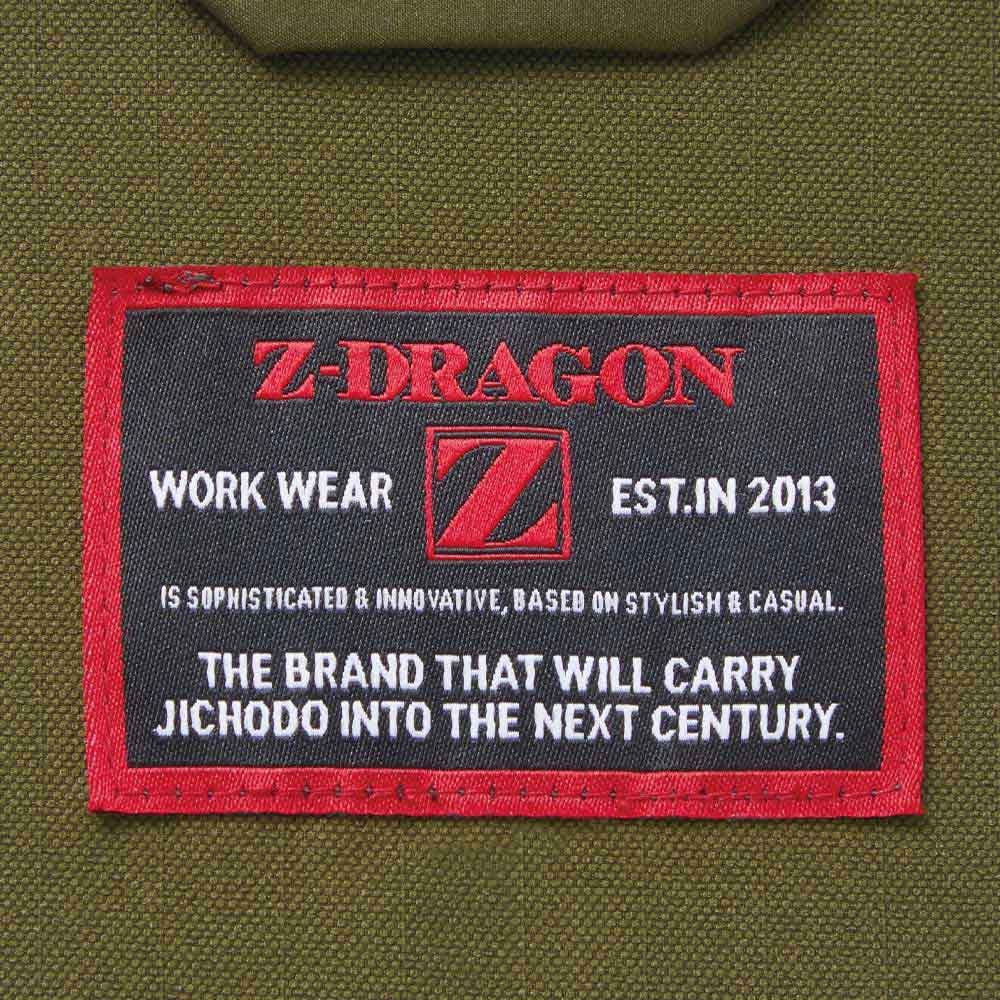 Z-DRAGON
WORK WEAR Z EST.IN 2013
IS SOPHISTICATED & INNOVATIVE, BASED ON STYLISH & CASUAL.
THE BRAND THAT WILL CARRY
JICHODO INTO THE NEXT CENTURY.